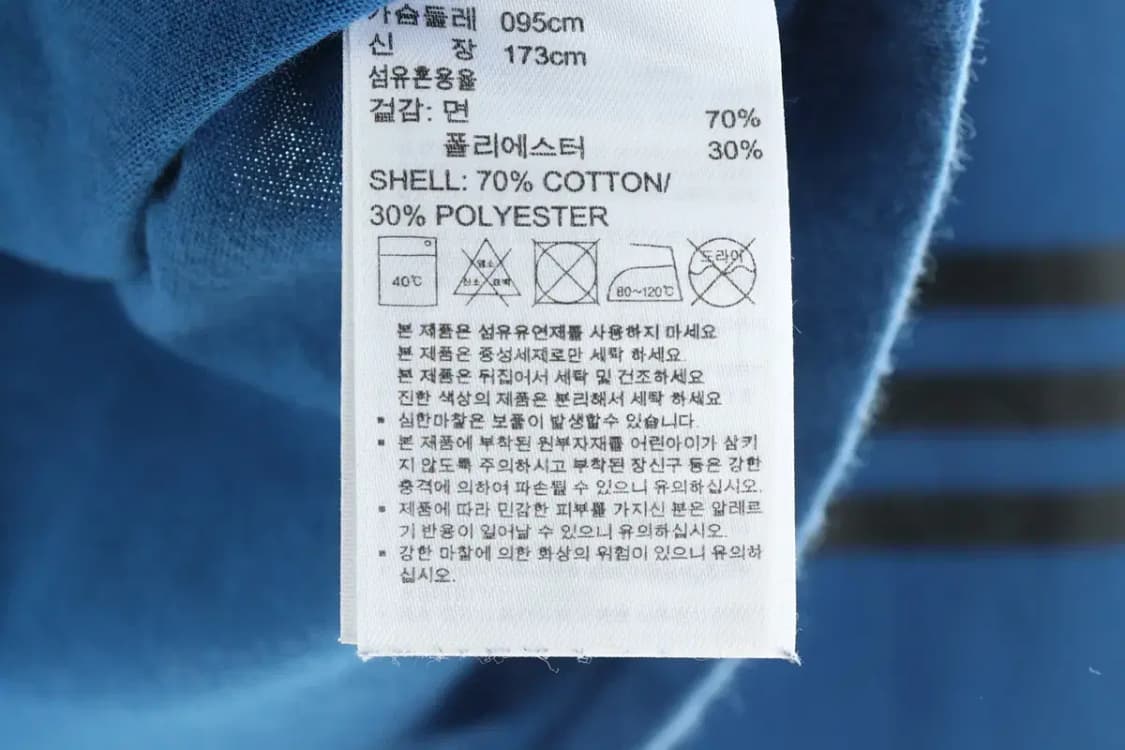 가슴둘레 095cm
신 장 173cm
섬유혼용율
겉감: 면 70%
폴리에스터 30%
SHELL: 70% COTTON/
30% POLYESTER
40℃
염소
산소 표백
80~120℃
드라이
본 제품은 섬유유연제를 사용하지 마세요
본 제품은 중성세제로만 세탁 하세요.
본 제품은 뒤집어서 세탁 및 건조하세요
진한 색상의 제품은 분리해서 세탁 하세요
▪ 심한마찰은 보풀이 발생할수 있습니다.
▪ 본 제품에 부착된 원부자재를 어린아이가 삼키
지 않도록 주의하시고 부착된 장신구 등은 강한
충격에 의하여 파손될 수 있으니 유의하십시오.
▪ 제품에 따라 민감한 피부를 가지신 분은 알레르
기 반응이 일어날 수 있으니 유의하십시오.
▪ 강한 마찰에 의한 화상의 위험이 있으니 유의하
십시오.